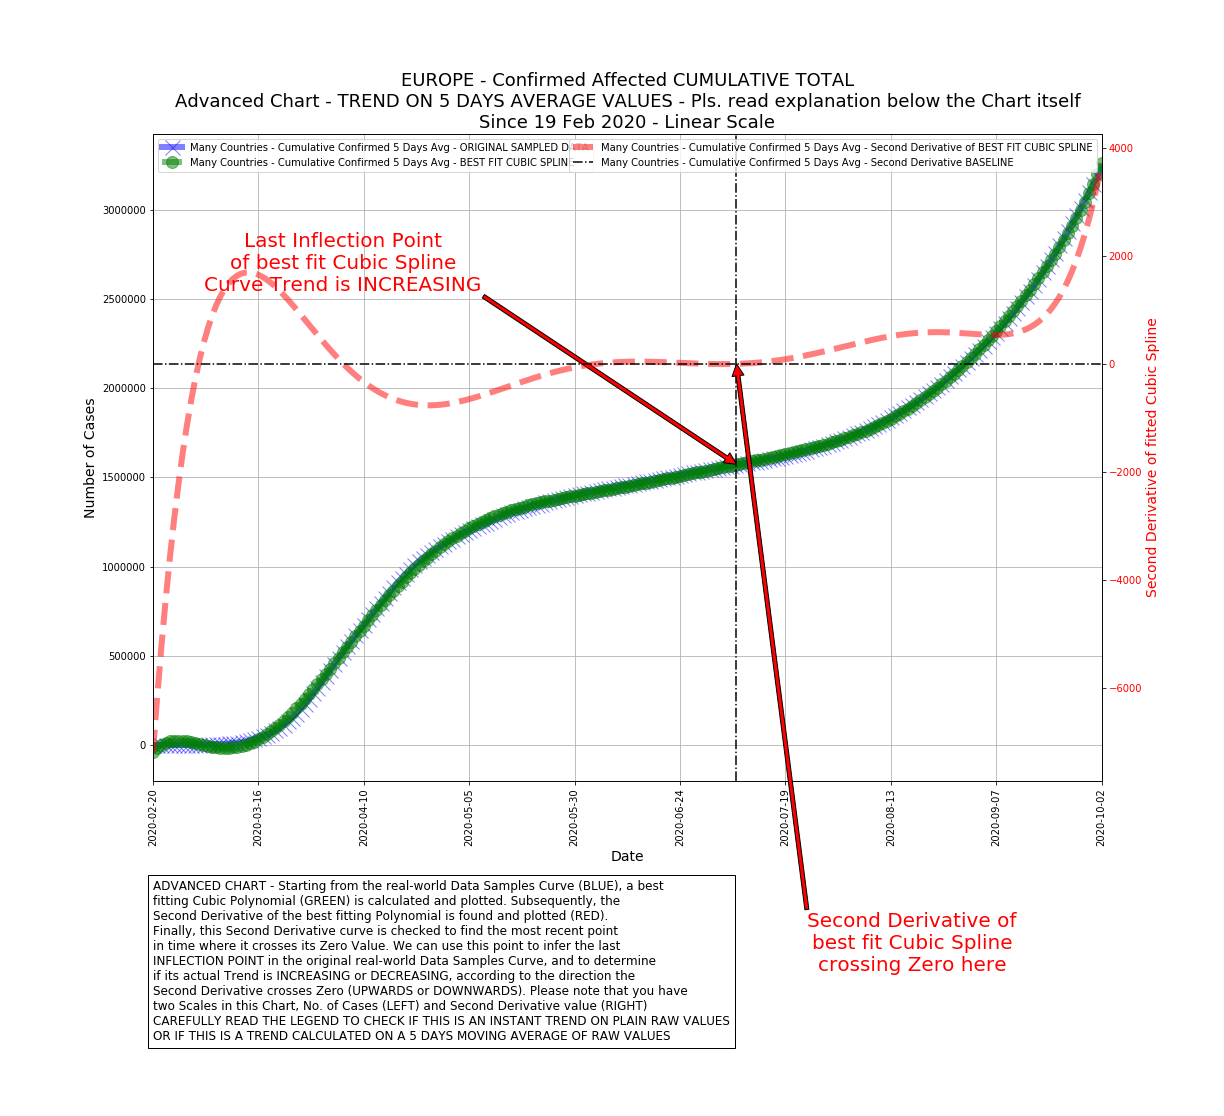 EUROPE - Confirmed Affected CUMULATIVE TOTAL
Advanced Chart - TREND ON 5 DAYS AVERAGE VALUES - Pls. read explanation below the Chart itself
Since 19 Feb 2020 - Linear Scale
Many Countries - Cumulative Confirmed 5 Days Avg - ORIGINAL SAMPLED DATA
Many Countries - Cumulative Confirmed 5 Days Avg - BEST FIT CUBIC SPLINE
Many Countries - Cumulative Confirmed 5 Days Avg - Second Derivative of BEST FIT CUBIC SPLINE
Many Countries - Cumulative Confirmed 5 Days Avg - Second Derivative BASELINE
Last Inflection Point
of best fit Cubic Spline
Curve Trend is INCREASING
Number of Cases
3000000
2500000
2000000
1500000
1000000
500000
0
4000
2000
0
−2000
−4000
−6000
Second Derivative of fitted Cubic Spline
2020-02-20
2020-03-16
2020-04-10
2020-05-05
2020-05-30
2020-06-24
2020-07-19
2020-08-13
2020-09-07
2020-10-02
Date
ADVANCED CHART - Starting from the real-world Data Samples Curve (BLUE), a best
fitting Cubic Polynomial (GREEN) is calculated and plotted. Subsequently, the
Second Derivative of the best fitting Polynomial is found and plotted (RED).
Finally, this Second Derivative curve is checked to find the most recent point
in time where it crosses its Zero Value. We can use this point to infer the last
INFLECTION POINT in the original real-world Data Samples Curve, and to determine
if its actual Trend is INCREASING or DECREASING, according to the direction the
Second Derivative crosses Zero (UPWARDS or DOWNWARDS). Please note that you have
two Scales in this Chart, No. of Cases (LEFT) and Second Derivative value (RIGHT)
CAREFULLY READ THE LEGEND TO CHECK IF THIS IS AN INSTANT TREND ON PLAIN RAW VALUES
OR IF THIS IS A TREND CALCULATED ON A 5 DAYS MOVING AVERAGE OF RAW VALUES
Second Derivative of
best fit Cubic Spline
crossing Zero here